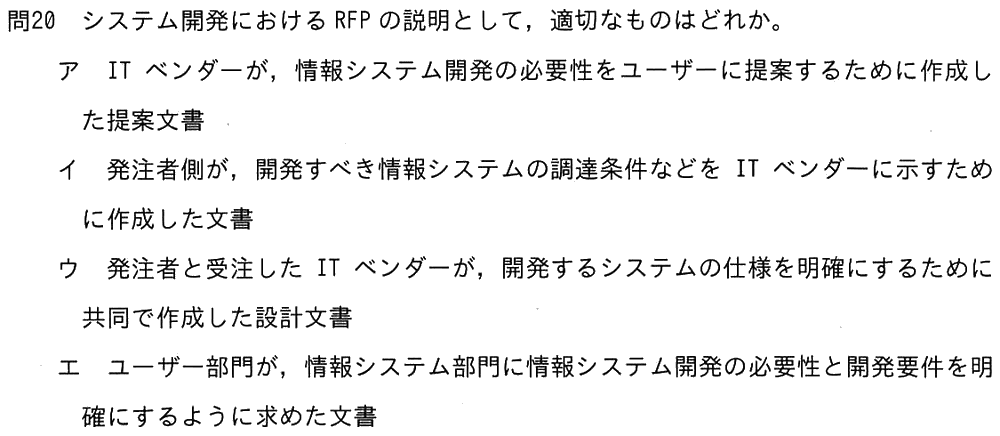 問20 システム開発におけるRFPの説明として，適切なものはどれか。
ア IT ベンダーが，情報システム開発の必要性をユーザーに提案するために作成し
た提案文書
イ 発注者側が，開発すべき情報システムの調達条件などを IT ベンダーに示すため
に作成した文書
ウ 発注者と受注した IT ベンダーが，開発するシステムの仕様を明確にするために
共同で作成した設計文書
エ ユーザー部門が，情報システム部門に情報システム開発の必要性と開発要件を明
確にするように求めた文書